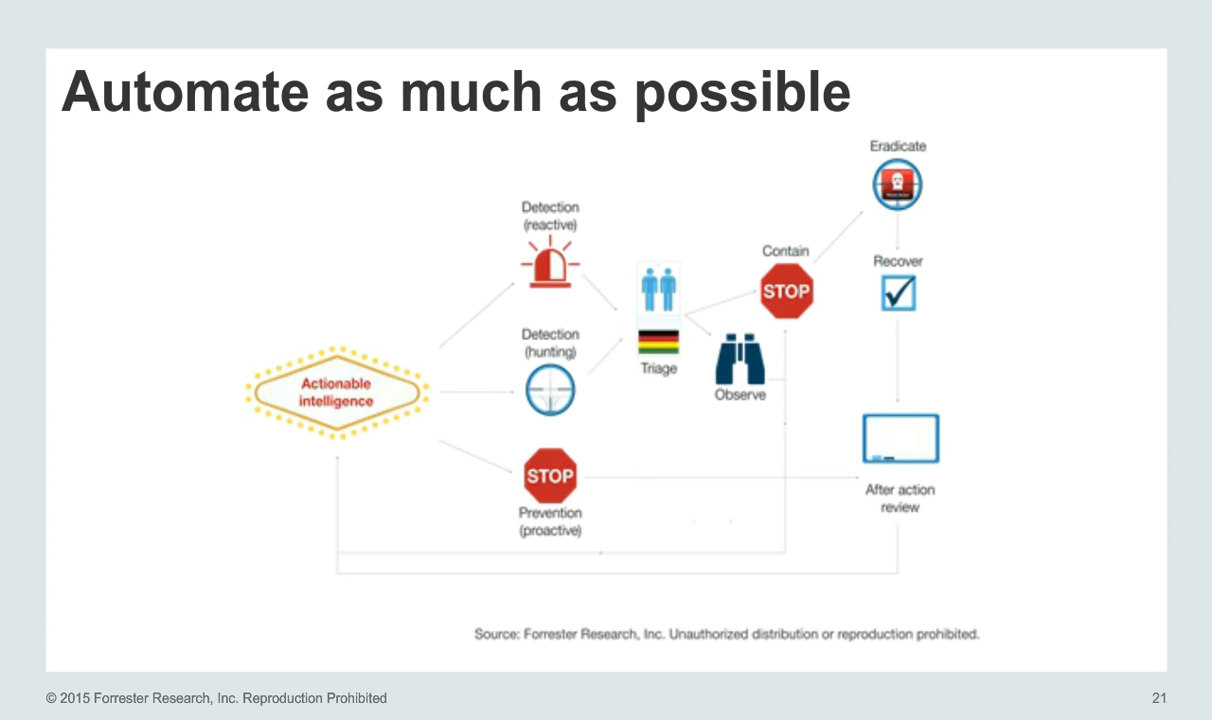 Automate as much as possible
Eradicate
Detection
(reactive)
Contain
STOP
Recover
Detection
(hunting)
Triage
Observe
Actionable
intelligence
STOP
Prevention
(proactive)
After action
review
Source: Forrester Research, Inc. Unauthorized distribution or reproduction prohibited.
© 2015 Forrester Research, Inc. Reproduction Prohibited
21